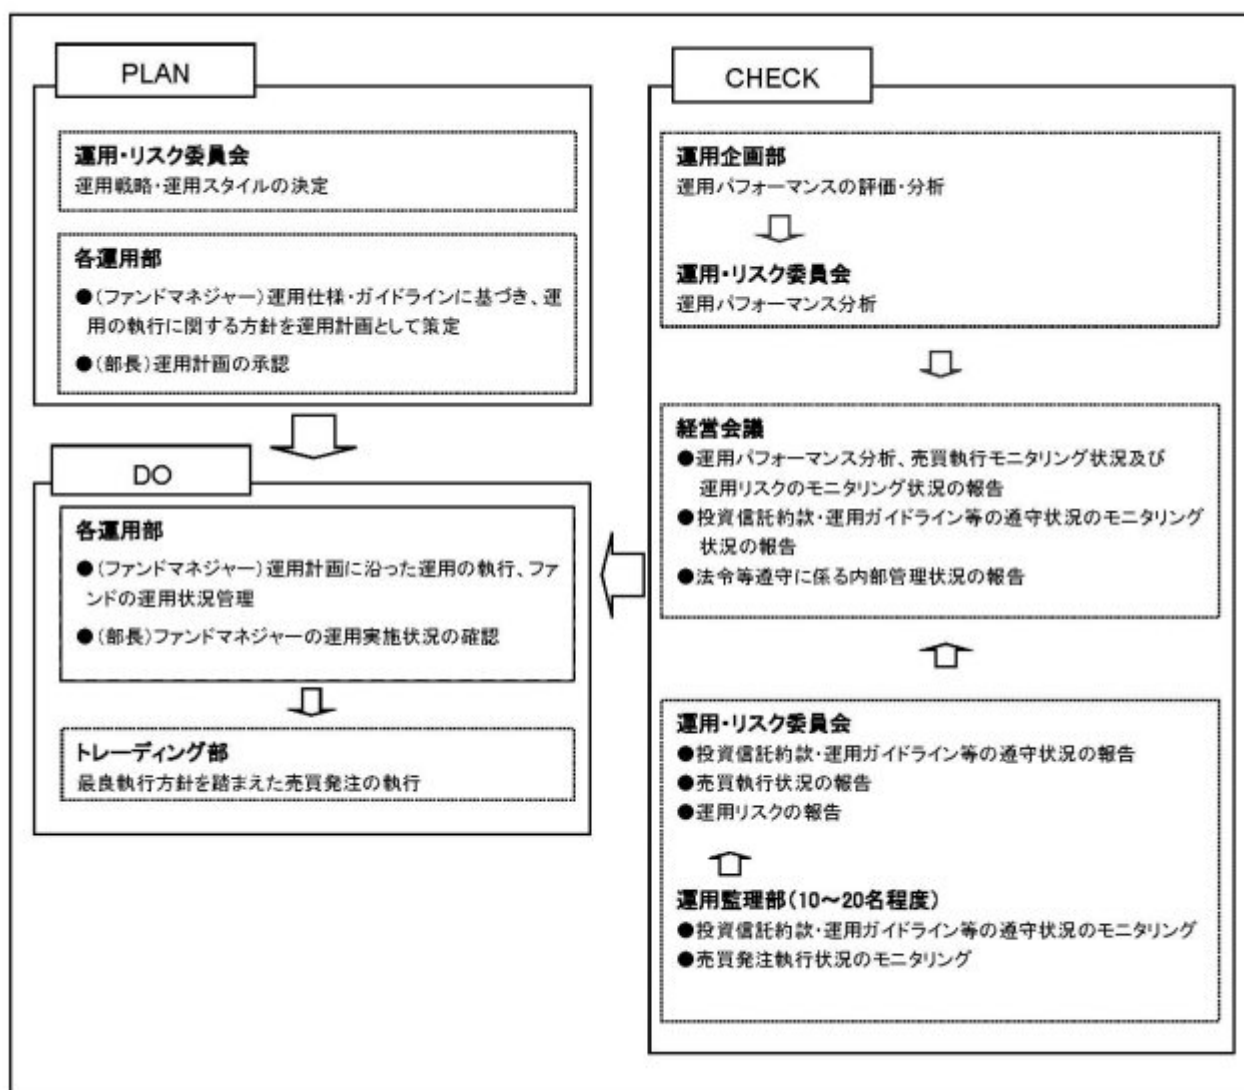 PLAN
運用・リスク委員会
運用戦略・運用スタイルの決定
各運用部
●(ファンドマネジャー)運用仕様・ガイドラインに基づき、運
用の執行に関する方針を運用計画として策定
●(部長)運用計画の承認
DO
各運用部
●(ファンドマネジャー)運用計画に沿った運用の執行、ファ
ンドの運用状況管理
●(部長)ファンドマネジャーの運用実施状況の確認
トレーディング部
最良執行方針を踏まえた売買発注の執行
CHECK
運用企画部
運用パフォーマンスの評価・分析
運用・リスク委員会
運用パフォーマンス分析
経営会議
●運用パフォーマンス分析、売買執行モニタリング状況及び
運用リスクのモニタリング状況の報告
●投資信託約款・運用ガイドライン等の遵守状況のモニタリング
状況の報告
●法令等遵守に係る内部管理状況の報告
運用・リスク委員会
●投資信託約款・運用ガイドライン等の遵守状況の報告
●売買執行状況の報告
●運用リスクの報告
運用監理部(10～20名程度)
●投資信託約款・運用ガイドライン等の遵守状況のモニタリング
●売買発注執行状況のモニタリング